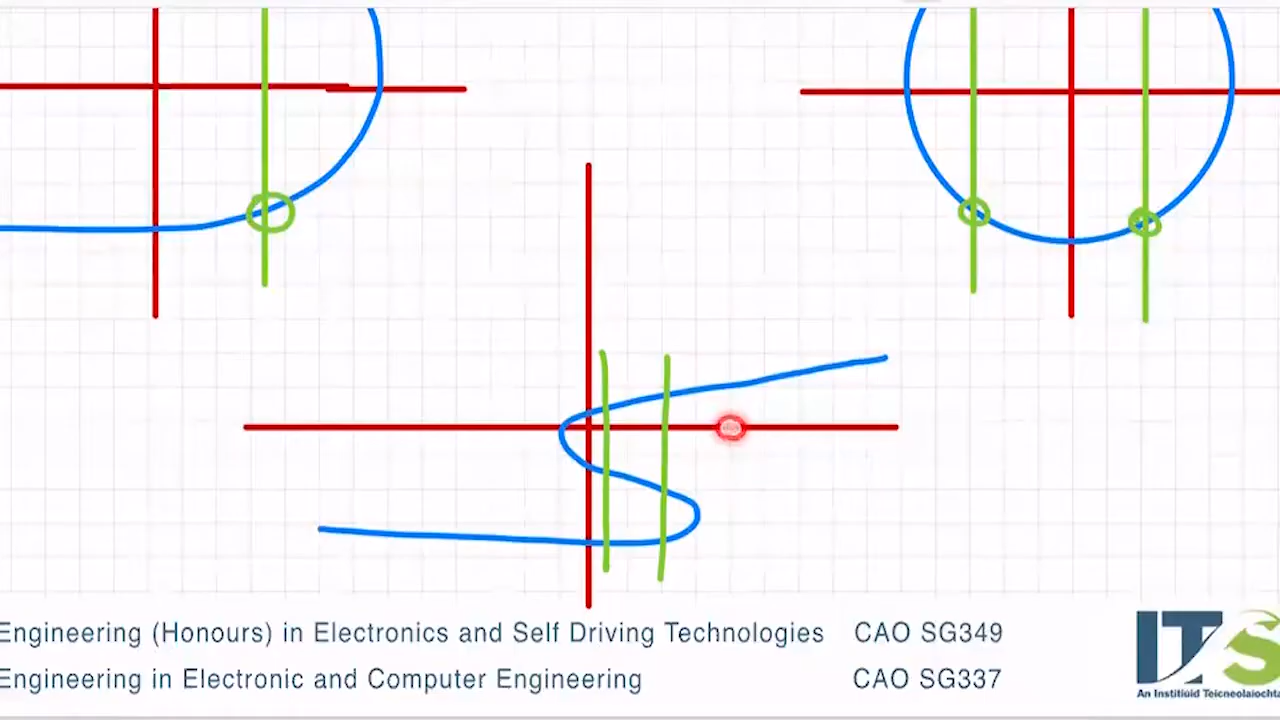 Engineering (Honours) in Electronics and Self Driving Technologies CAO SG349
Engineering in Electronic and Computer Engineering CAO SG337
ITS
An Institiúid Teicneolaíochta